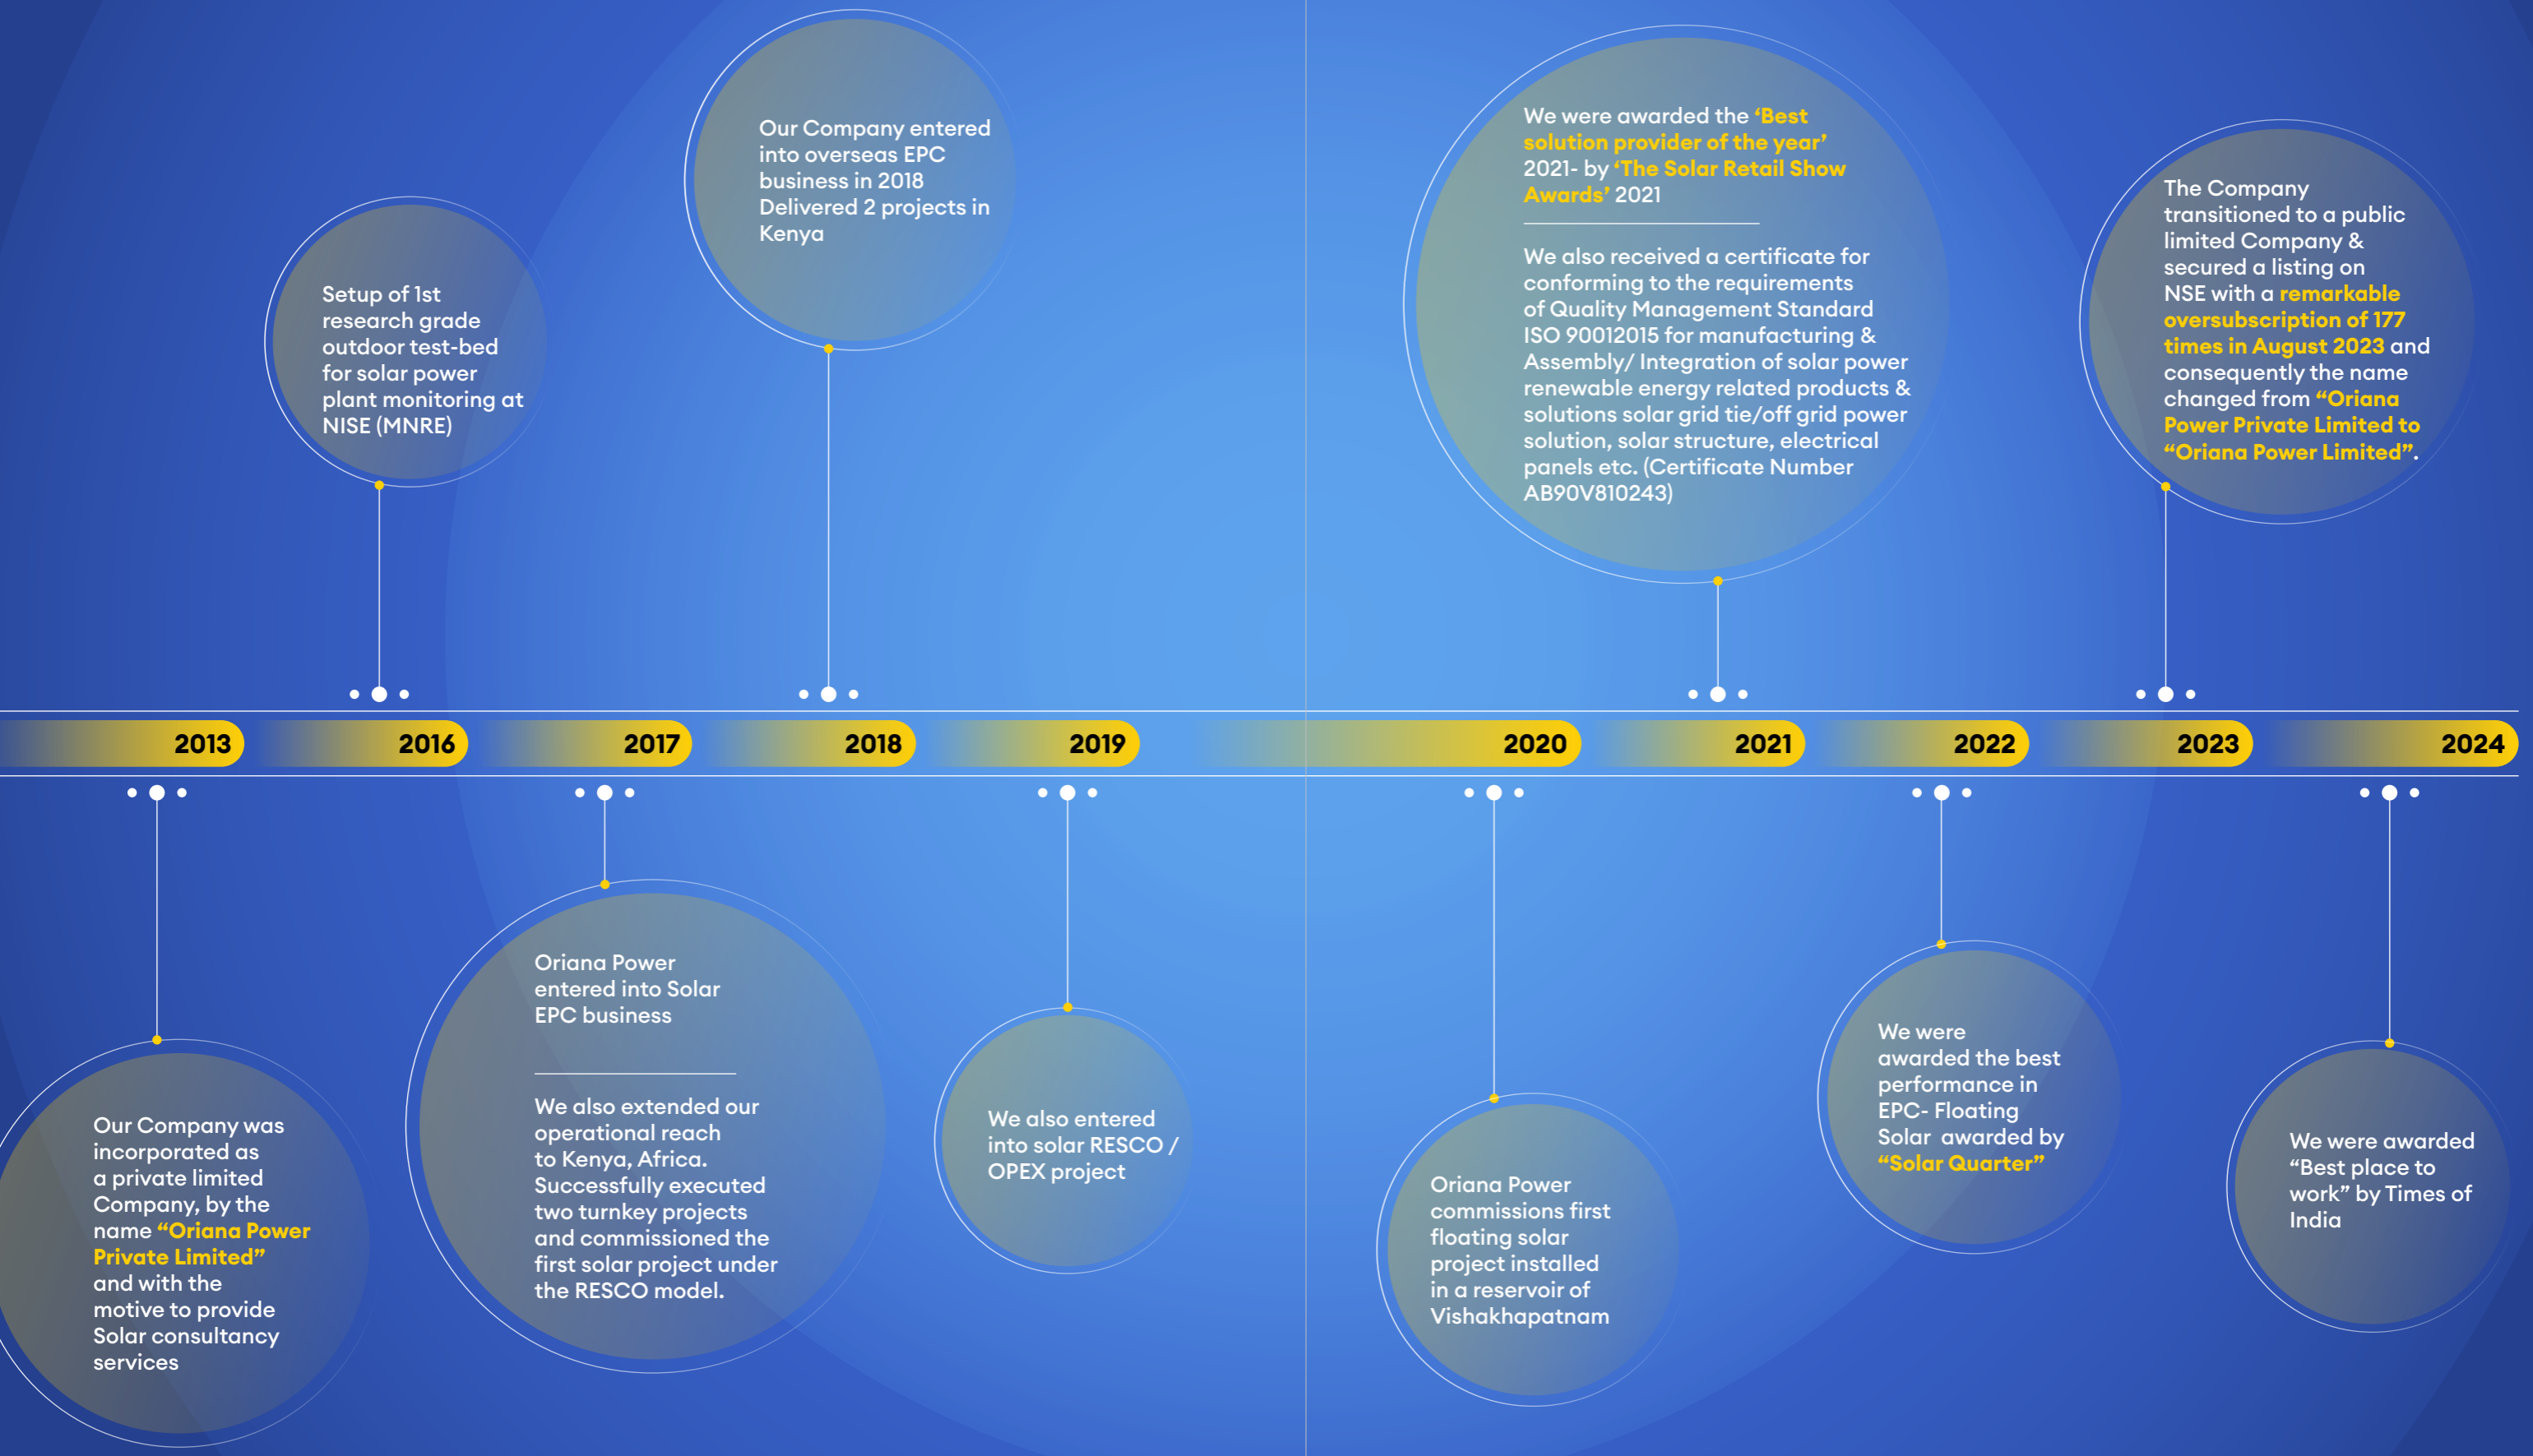 Our Company entered
into overseas EPC
business in 2018
Delivered 2 projects in
Kenya
We were awarded the ‘Best
solution provider of the year’
2021- by ‘The Solar Retail Show
Awards’ 2021
We also received a certificate for
conforming to the requirements
of Quality Management Standard
ISO 90012015 for manufacturing &
Assembly/ Integration of solar power
renewable energy related products &
solutions solar grid tie/off grid power
solution, solar structure, electrical
panels etc. (Certificate Number
AB90V810243)
The Company
transitioned to a public
limited Company &
secured a listing on
NSE with a remarkable
oversubscription of 177
times in August 2023 and
consequently the name
changed from “Oriana
Power Private Limited to
“Oriana Power Limited”.
Setup of 1st
research grade
outdoor test-bed
for solar power
plant monitoring at
NISE (MNRE)
2013
2016
2017
2018
2019
2020
2021
2022
2023
2024
Our Company was
incorporated as
a private limited
Company, by the
name “Oriana Power
Private Limited”
and with the
motive to provide
Solar consultancy
services
Oriana Power
entered into Solar
EPC business
We also extended our
operational reach
to Kenya, Africa.
Successfully executed
two turnkey projects
and commissioned the
first solar project under
the RESCO model.
We also entered
into solar RESCO /
OPEX project
Oriana Power
commissions first
floating solar
project installed
in a reservoir of
Vishakhapatnam
We were
awarded the best
performance in
EPC- Floating
Solar awarded by
“Solar Quarter”
We were awarded
“Best place to
work” by Times of
India